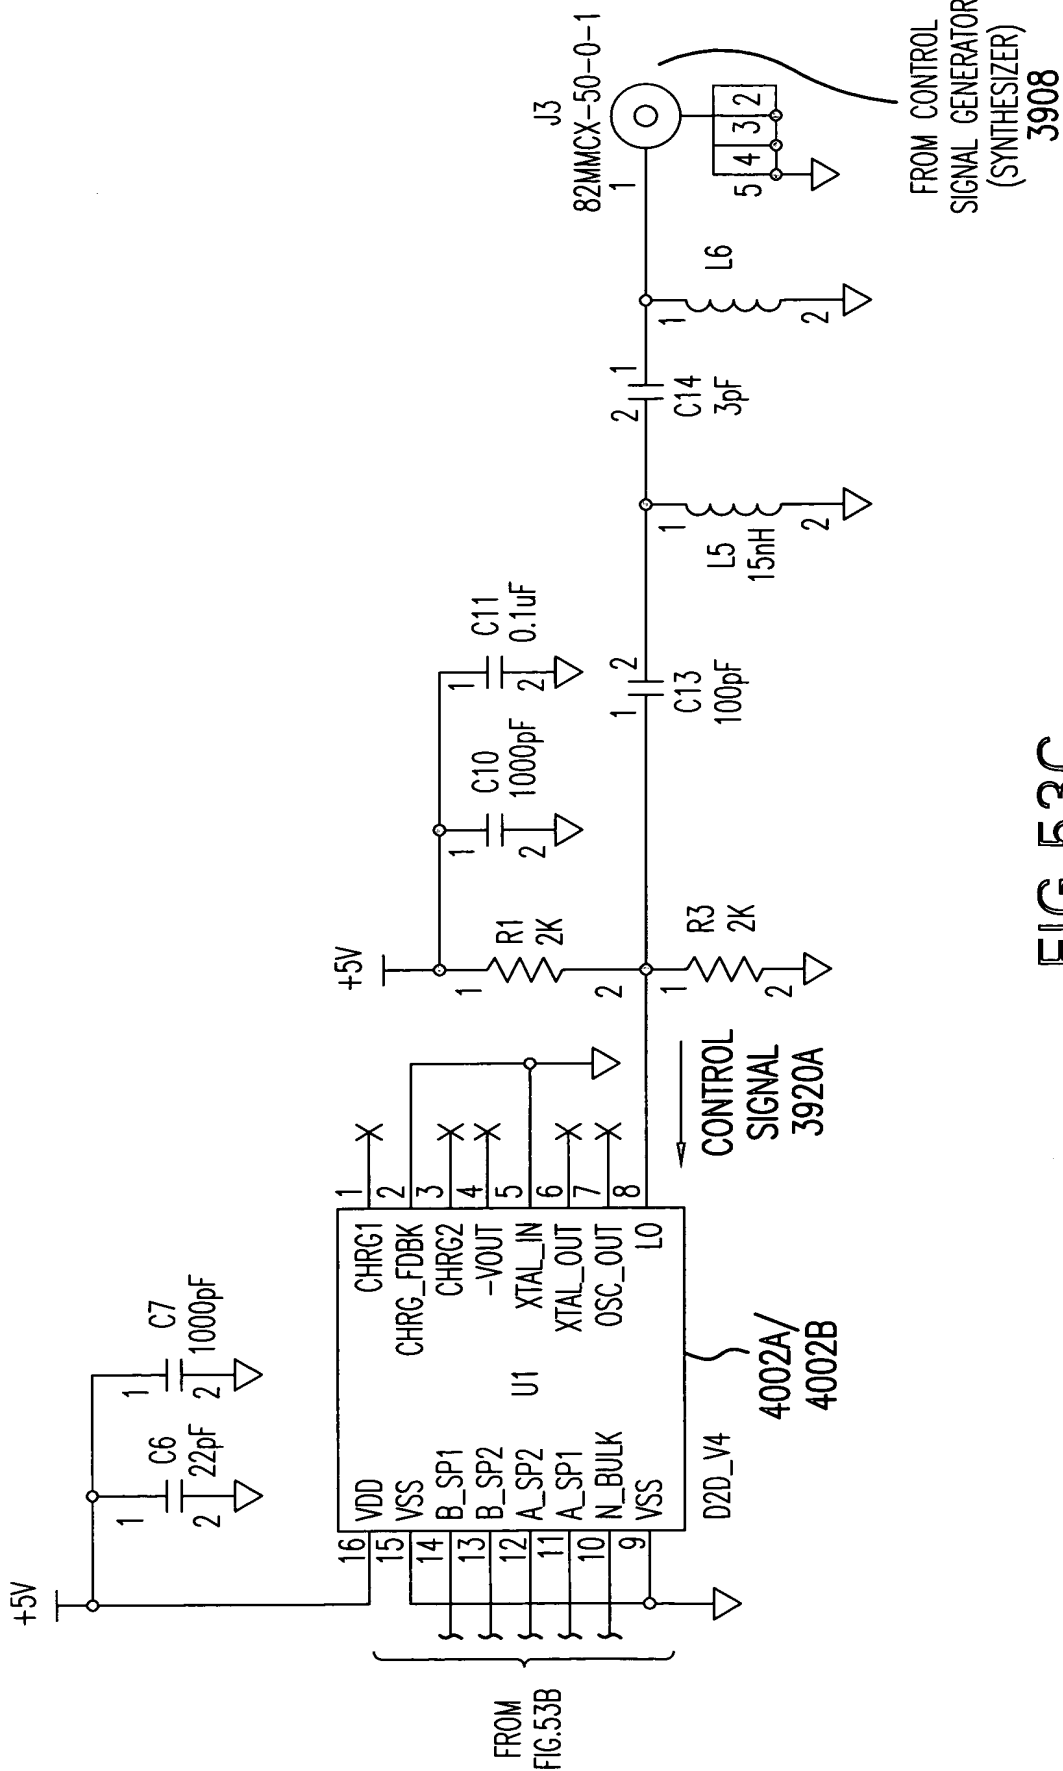 +5V
C6
22pF
1
2
C7
1000pF
1
2
+5V
C10
1000pF
1
2
C11
0.1uF
1
2
R1
2K
1
2
R3
2K
1
2
FROM
FIG.53B
16
15
14
13
12
11
10
9
VDD
VSS
B_SP1
B_SP2
A_SP2
A_SP1
N_BULK
VSS
U1
D2D_V4
CHRG1
CHRG_FDBK
CHRG2
-VOUT
XTAL_IN
XTAL_OUT
OSC_OUT
LO
1
2
3
4
5
6
7
8
4002A/
4002B
CONTROL
SIGNAL
3920A
1
2
C13
100pF
1
2
L5
15nH
2
1
C14
3pF
1
2
L6
J3
82MMCX-50-0-1
1
5
4
3
2
FROM CONTROL
SIGNAL GENERATOR
(SYNTHESIZER)
3908
FIG.53C